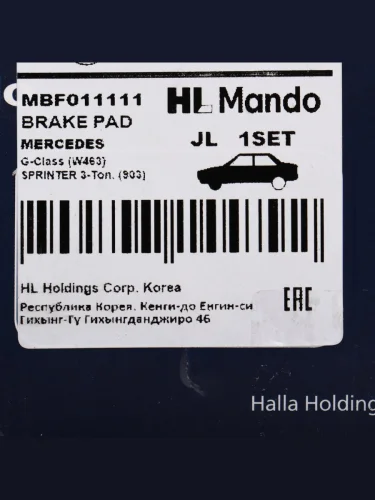 MBF011111
HL Mando
BRAKE PAD
MERCEDES
JL 1SET
G-Class (W463)
SPRINTER 3-Ton. (903)
HL Holdings Corp. Korea
Республика Корея, Кенги-до Енгин-си
Гихынг-Гу Гихынгданджиро 46
EAC
Halla Holding